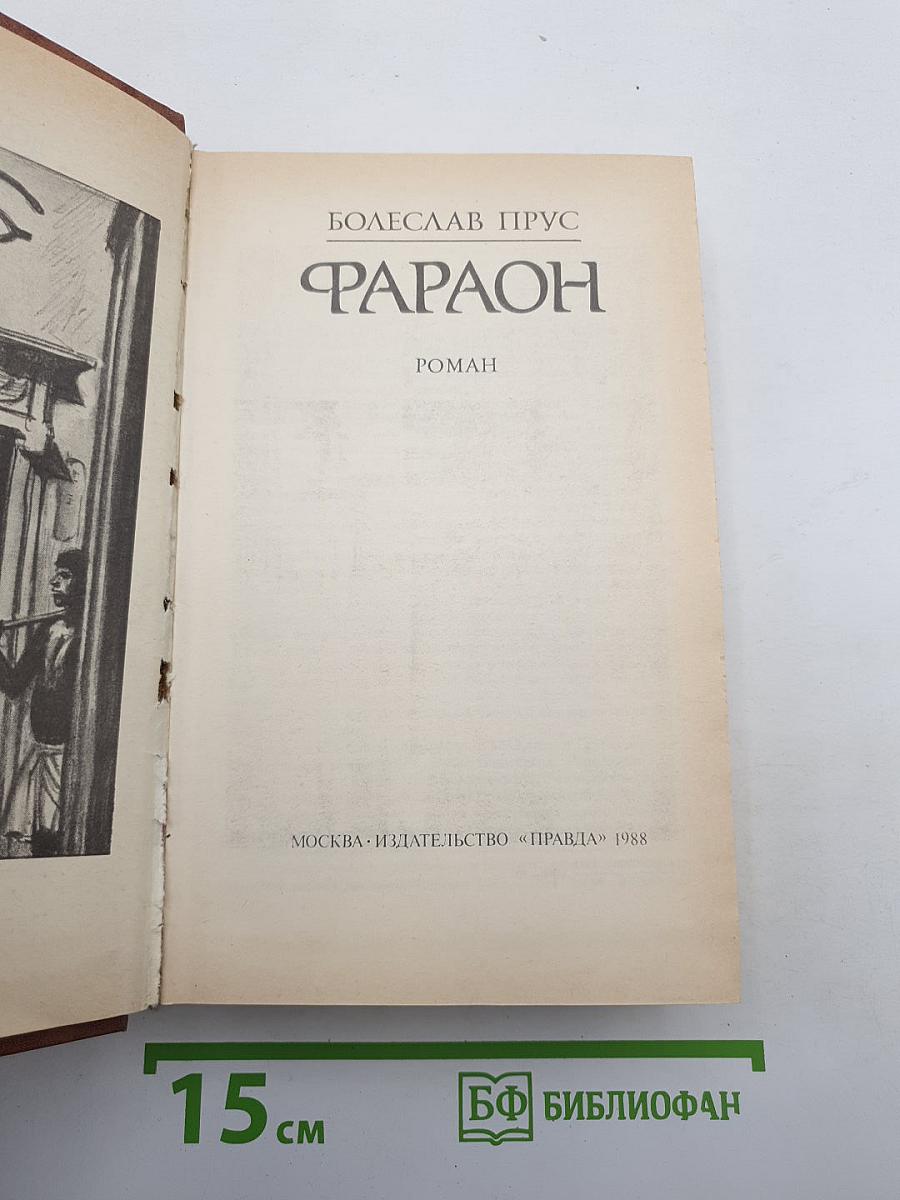 БОЛЕСЛАВ ПРУС
ФАРАОН
РОМАН
МОСКВА · ИЗДАТЕЛЬСТВО «ПРАВДА» 1988
15 см
БФ БИБЛИОФАН